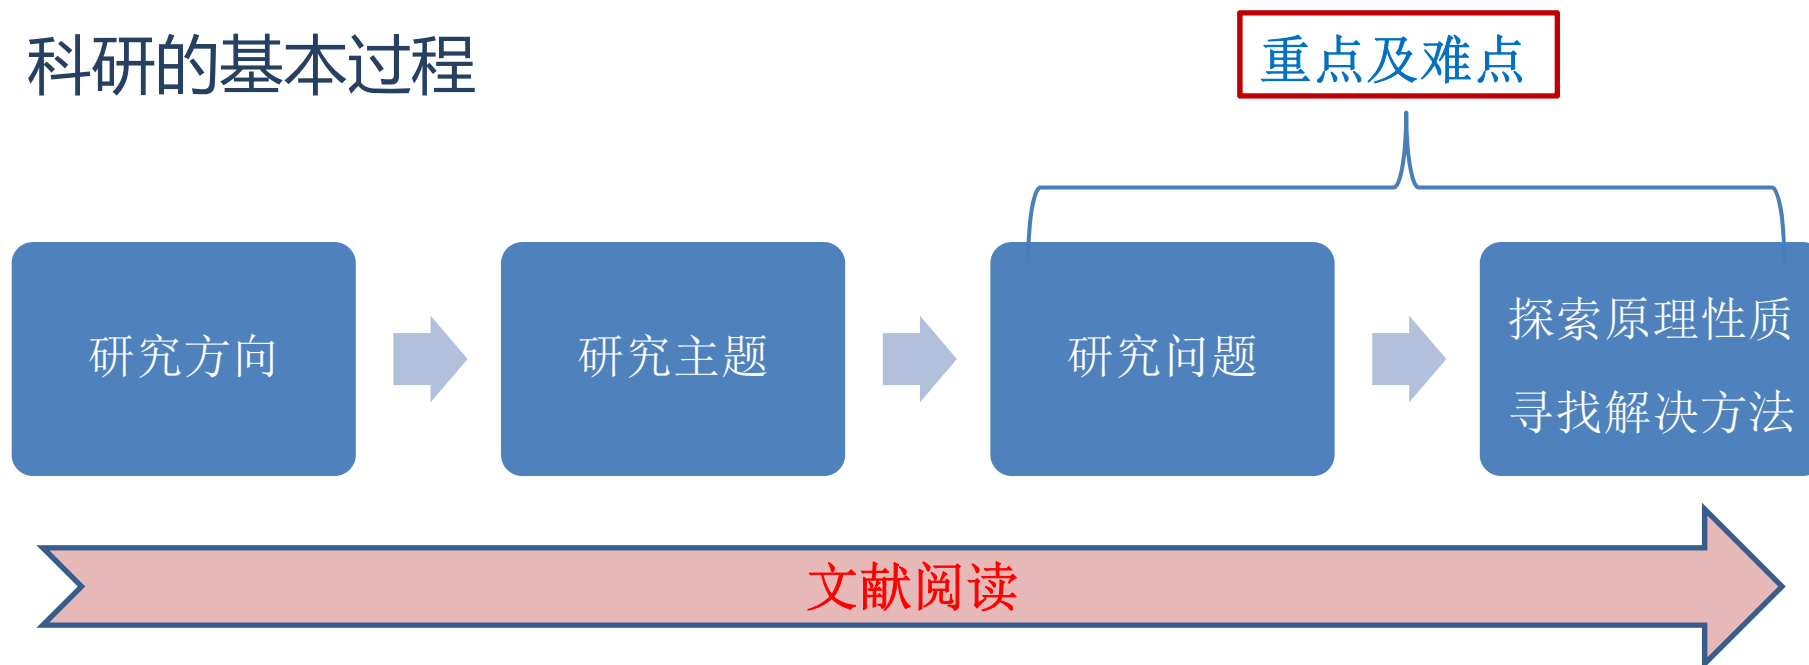 科研的基本过程
重点及难点
研究方向
研究主题
研究问题
探索原理性质
寻找解决方法
文献阅读